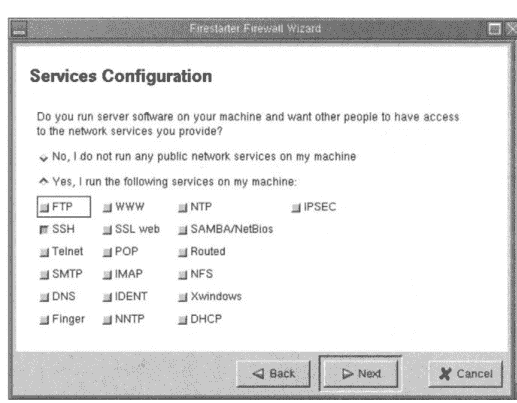 Firestarter Firewall Wizard
Services Configuration
Do you run server software on your machine and want other people to have access
to the network services you provide?
No, I do not run any public network services on my machine
Yes, I run the following services on my machine:
FTP WWW NTP IPSEC
SSH SSL web SAMBA/NetBios
Telnet POP Routed
SMTP IMAP NFS
DNS IDENT Xwindows
Finger NNTP DHCP
Back Next Cancel